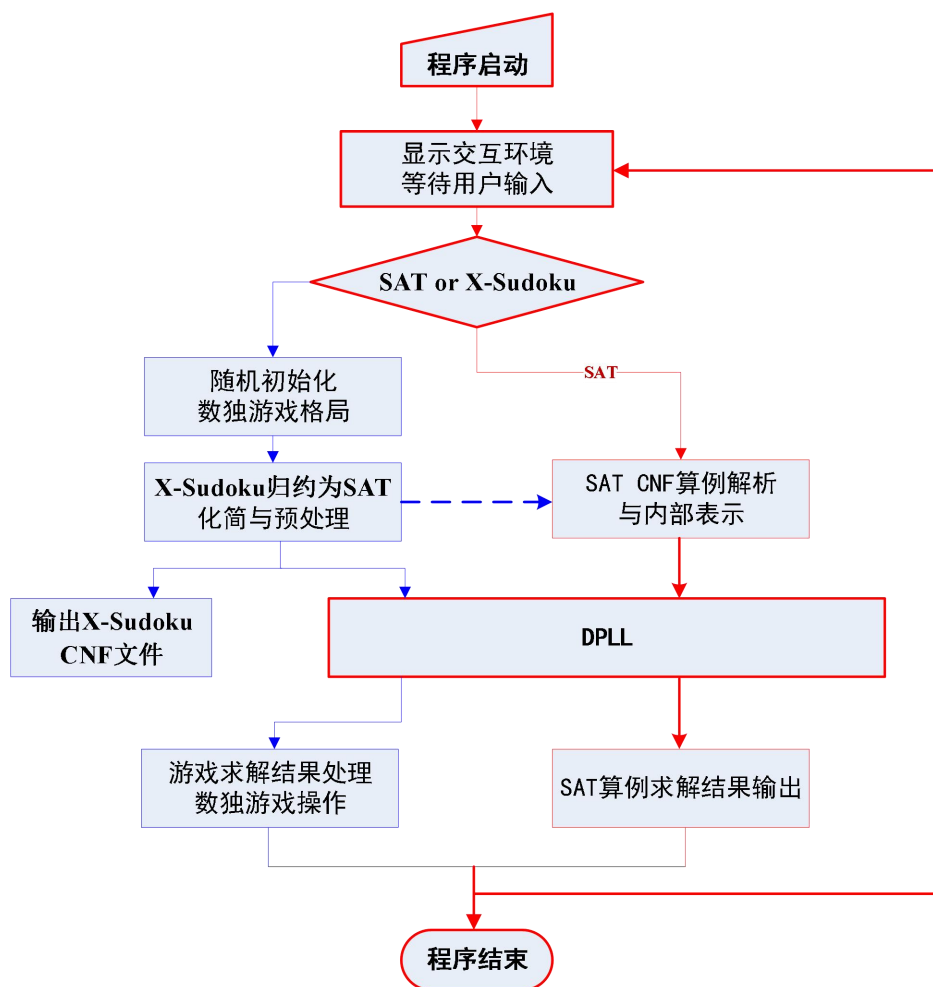 程序启动
显示交互环境
等待用户输入
SAT or X-Sudoku
随机初始化
数独游戏格局
SAT
X-Sudoku归约为SAT
化简与预处理
SAT CNF算例解析
与内部表示
输出X-Sudoku
CNF文件
DPLL
游戏求解结果处理
数独游戏操作
SAT算例求解结果输出
程序结束